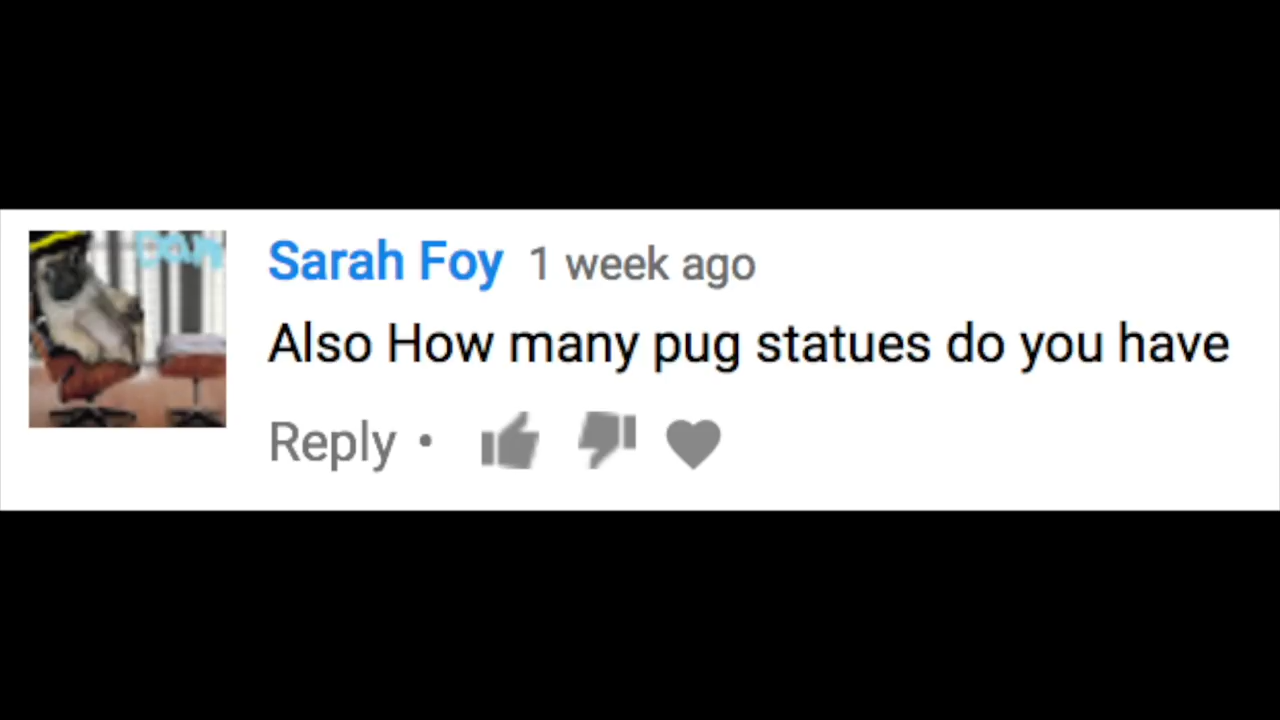 Sarah Foy 1 week ago
Also How many pug statues do you have
Reply •